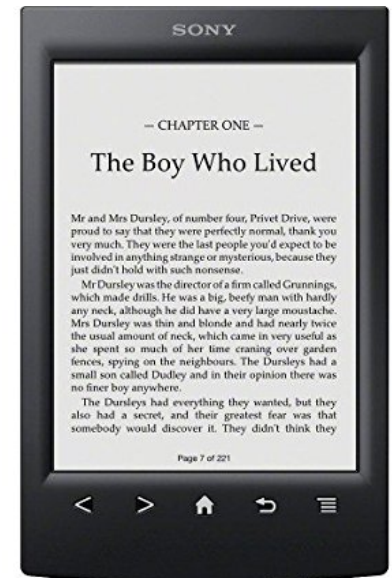 SONY
— CHAPTER ONE —
The Boy Who Lived
Mr and Mrs Dursley, of number four, Privet Drive, were
proud to say that they were perfectly normal, thank you
very much. They were the last people you'd expect to be
involved in anything strange or mysterious, because they
just didn't hold with such nonsense.
Mr Dursley was the director of a firm called Grunnings,
which made drills. He was a big, beefy man with hardly
any neck, although he did have a very large moustache.
Mrs Dursley was thin and blonde and had nearly twice
the usual amount of neck, which came in very useful as
she spent so much of her time craning over garden
fences, spying on the neighbours. The Dursleys had a
small son called Dudley and in their opinion there was
no finer boy anywhere.
The Dursleys had everything they wanted, but they
also had a secret, and their greatest fear was that
somebody would discover it. They didn't think they
Page 7 of 221